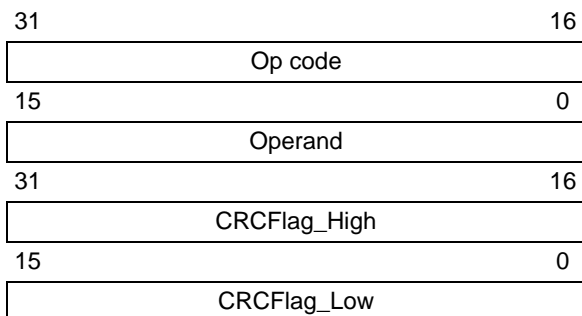 31 16
Op code
15 0
Operand
31 16
CRCFlag_High
15 0
CRCFlag_Low